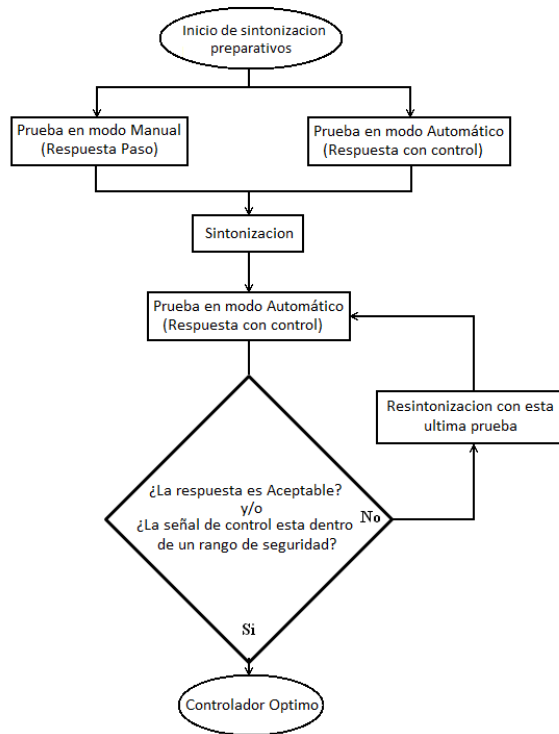 Inicio de sintonizacion
preparativos
Prueba en modo Manual
(Respuesta Paso)
Prueba en modo Automático
(Respuesta con control)
Sintonizacion
Prueba en modo Automático
(Respuesta con control)
Resintonizacion con esta
ultima prueba
¿La respuesta es Aceptable?
y/o
¿La señal de control esta dentro
de un rango de seguridad?
No
Si
Controlador Optimo